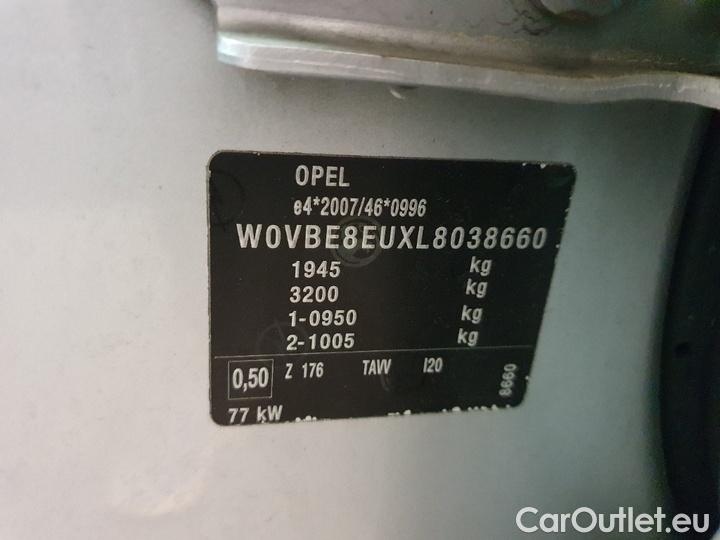 OPEL
e4*2007/46*0996
W0VBE8EUXL8038660
1945 kg
3200 kg
1-0950 kg
2-1005 kg
0,50 Z 176 TAVV I20
8660
77 kW
CarOutlet.eu